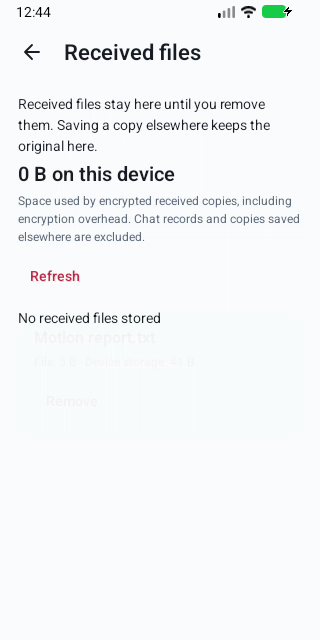 12:44
Received files
Received files stay here until you remove
them. Saving a copy elsewhere keeps the
original here.
0 B on this device
Space used by encrypted received copies, including
encryption overhead. Chat records and copies saved
elsewhere are excluded.
Refresh
No received files stored
Motion report.txt
Remove